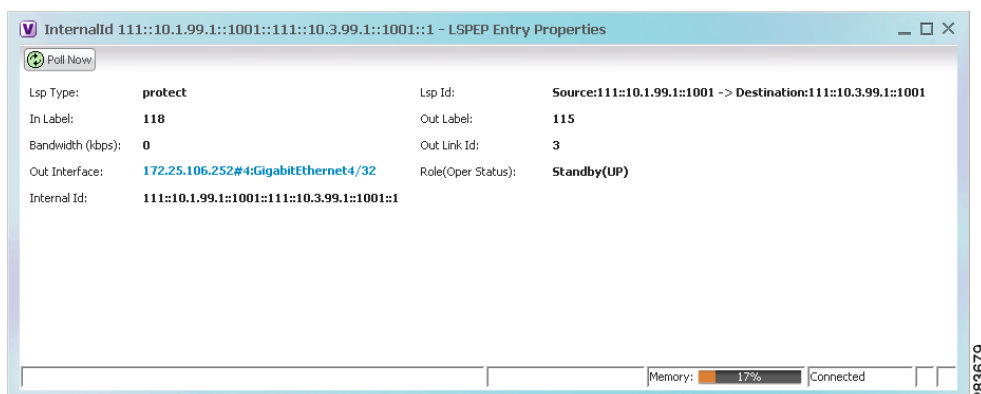 V InternalId 111::10.1.99.1::1001::111::10.3.99.1::1001::1 - LSPEP Entry Properties
Poll Now
Lsp Type: protect Lsp Id: Source:111::10.1.99.1::1001 -> Destination:111::10.3.99.1::1001
In Label: 118 Out Label: 115
Bandwidth (kbps): 0 Out Link Id: 3
Out Interface: 172.25.106.252#4:GigabitEthernet4/32 Role(Oper Status): Standby(UP)
Internal Id: 111::10.1.99.1::1001::111::10.3.99.1::1001::1
Memory: 17% Connected
283679